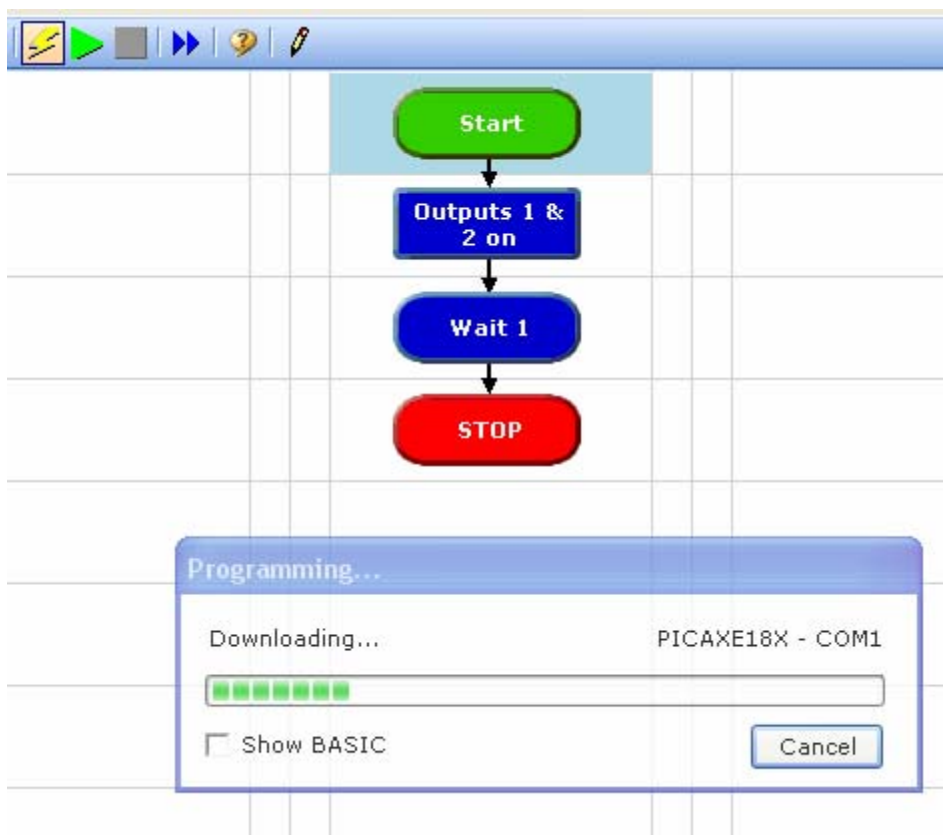 Start
Outputs 1 &
2 on
Wait 1
STOP
Programming...
Downloading... PICAXE18X - COM1
Show BASIC Cancel